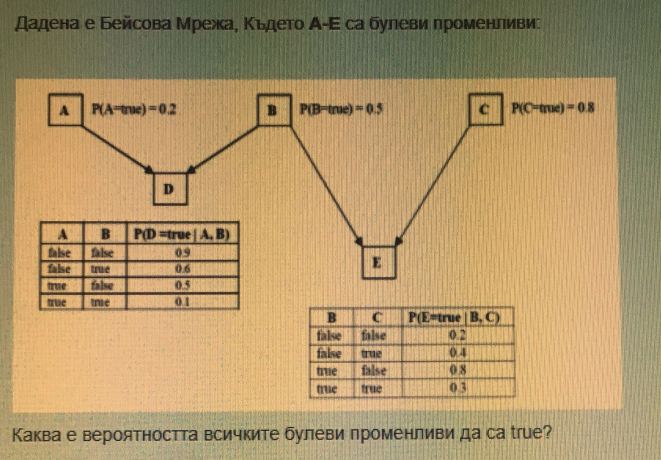 Дадена е Бейсова Мрежа, Където A-E са булеви променливи:
A P(A=true) = 0.2 B P(B=true) = 0.5 C P(C=true) = 0.8
D
A B P(D =true | A, B)
false false 0.9
false true 0.6
true false 0.5
true true 0.1
E
B C P(E=true | B, C)
false false 0.2
false true 0.4
true false 0.8
true true 0.3
Каква е вероятността всичките булеви променливи да са true?